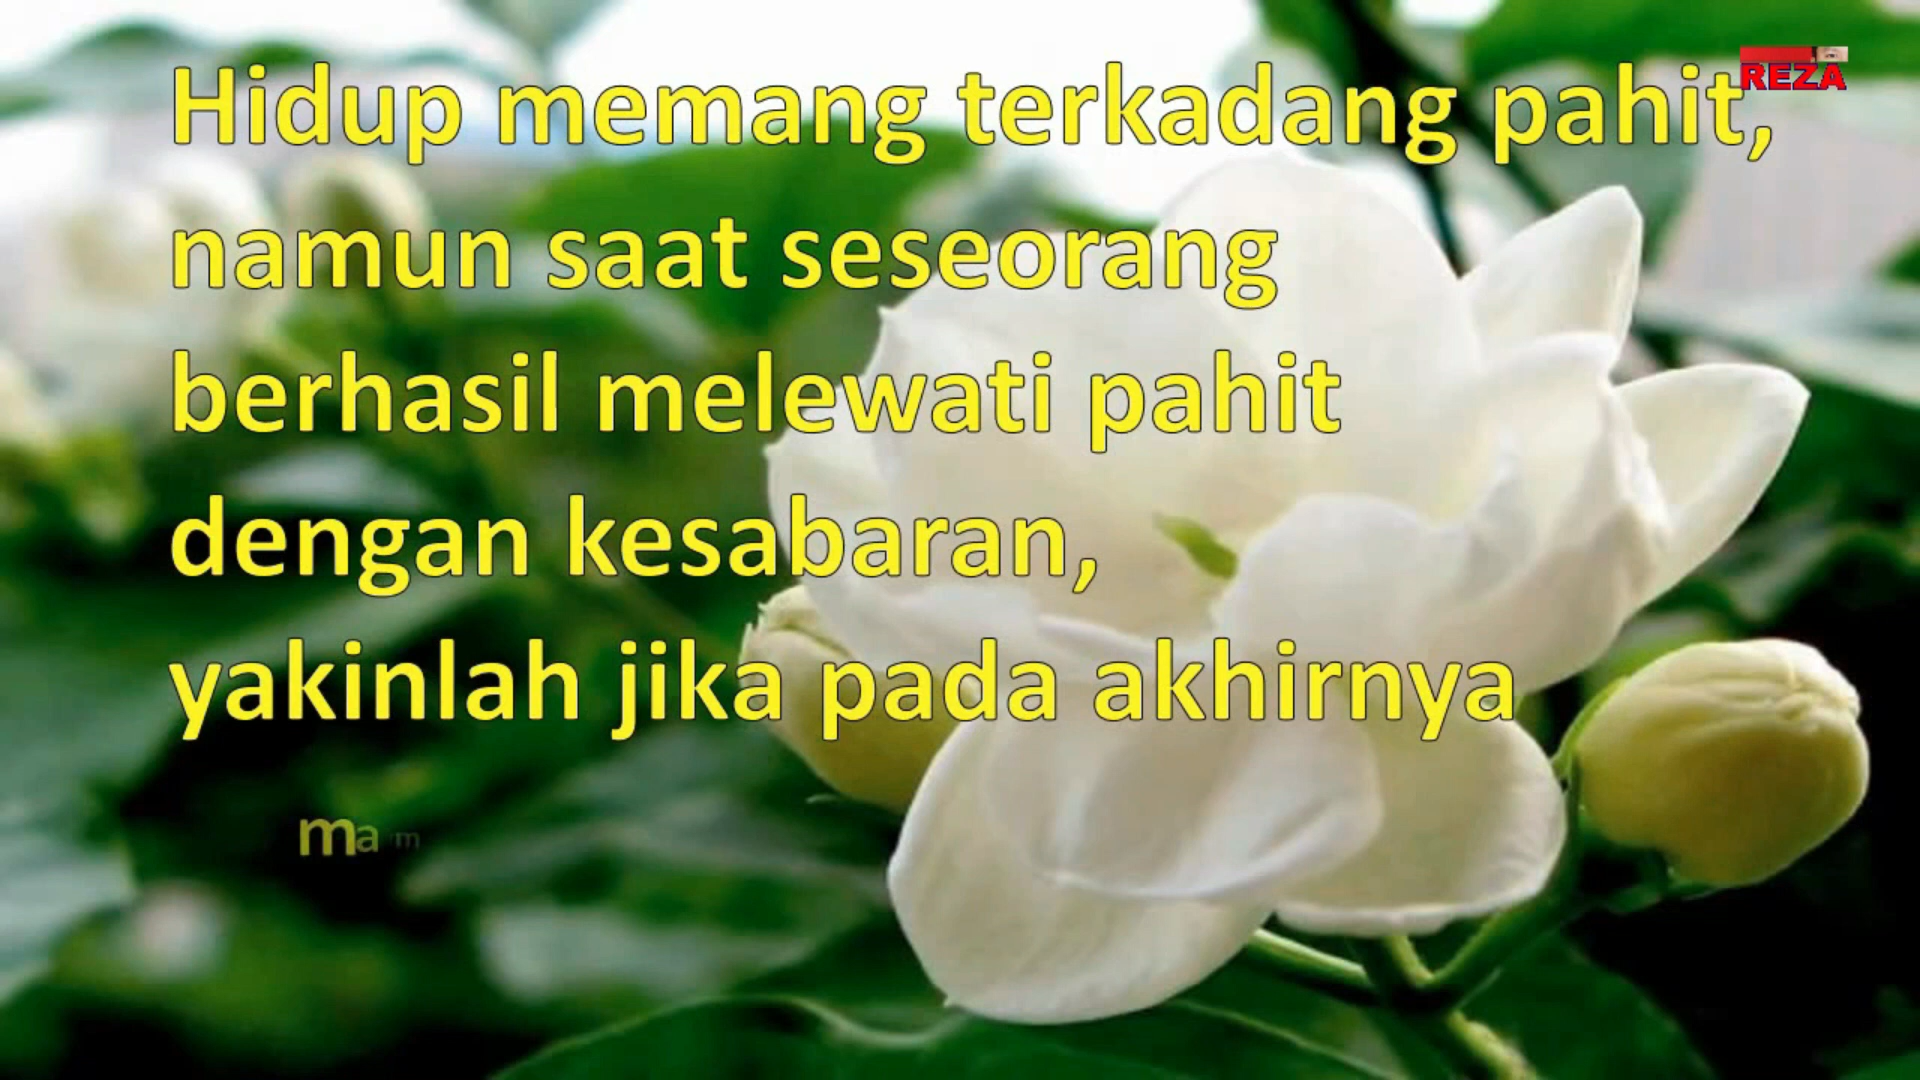 REZA
Hidup memang terkadang pahit,
namun saat seseorang
berhasil melewati pahit
dengan kesabaran,
yakinlah jika pada akhirnya